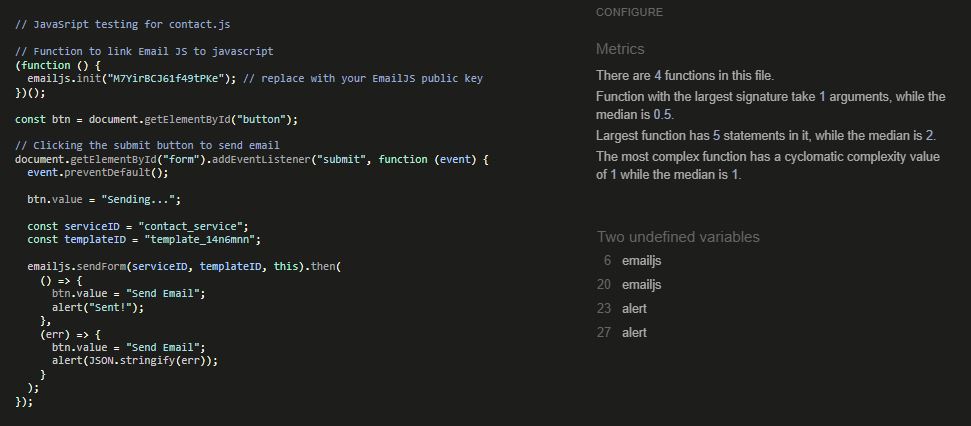 // JavaSript testing for contact.js
// Function to link Email JS to javascript
(function () {
emailjs.init("M7YirBCJ61f49tPKe"); // replace with your EmailJS public key
})();
const btn = document.getElementById("button");
// Clicking the submit button to send email
document.getElementById("form").addEventListener("submit", function (event) {
event.preventDefault();
btn.value = "Sending...";
const serviceID = "contact_service";
const templateID = "template_14n6mnn";
emailjs.sendForm(serviceID, templateID, this).then(
() => {
btn.value = "Send Email";
alert("Sent!");
},
(err) => {
btn.value = "Send Email";
alert(JSON.stringify(err));
}
);
});
CONFIGURE
Metrics
There are 4 functions in this file.
Function with the largest signature take 1 arguments, while the
median is 0.5.
Largest function has 5 statements in it, while the median is 2.
The most complex function has a cyclomatic complexity value
of 1 while the median is 1.
Two undefined variables
6 emailjs
20 emailjs
23 alert
27 alert